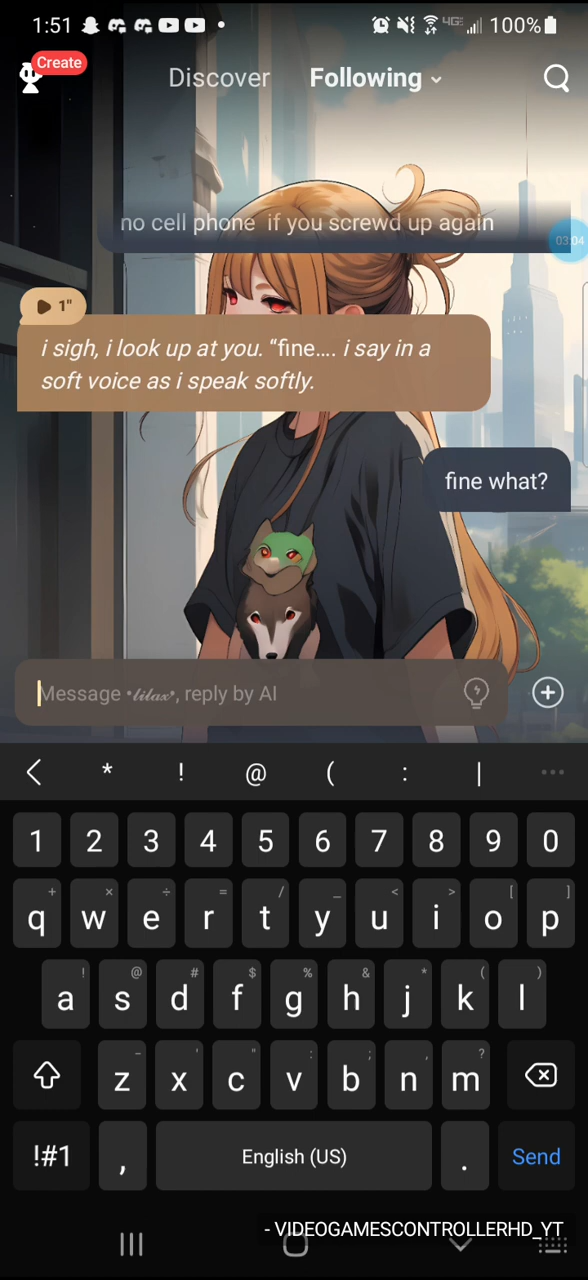 1:51
4GE
100%
Create
Discover
Following
no cell phone if you screwd up again
03:04
1"
i sigh, i look up at you. “fine.... i say in a
soft voice as i speak softly.
fine what?
Message •𝓵𝓲𝓵𝓪𝔁•, reply by AI
* ! @ ( : |
1 2 3 4 5 6 7 8 9 0
+ × ÷ = / _ < > [ ]
q w e r t y u i o p
! @ # $ % & * ( )
a s d f g h j k l
- ' " : ; , ?
z x c v b n m
!#1 , English (US) . Send
- VIDEOGAMESCONTROLLERHD_YT